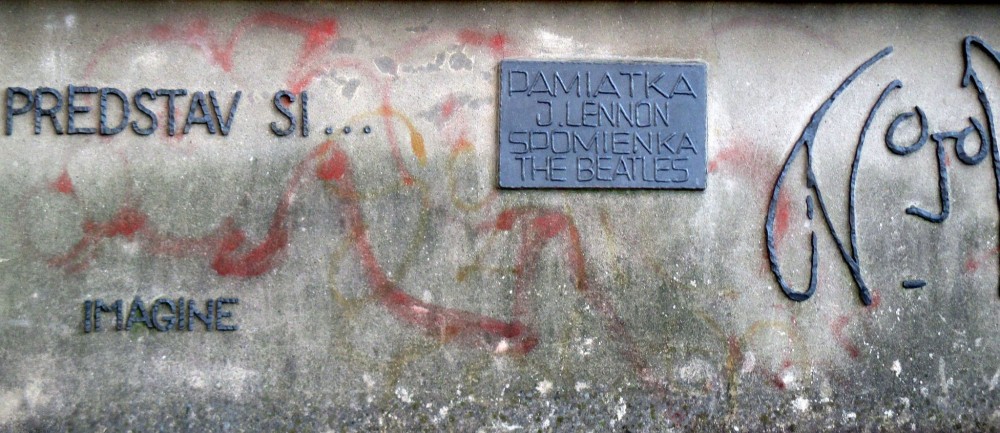 PREDSTAV SI...
IMAGINE
PAMIATKA
J. LENNON
SPOMIENKA
THE BEATLES